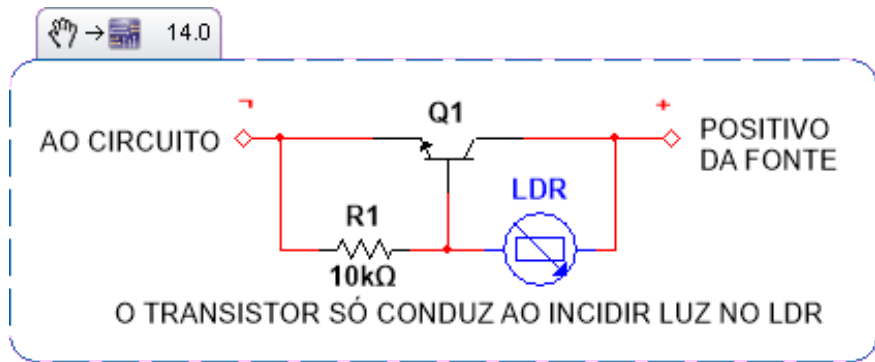 14.0
Q1
AO CIRCUITO
POSITIVO
DA FONTE
LDR
R1
10kΩ
O TRANSISTOR SÓ CONDUZ AO INCIDIR LUZ NO LDR